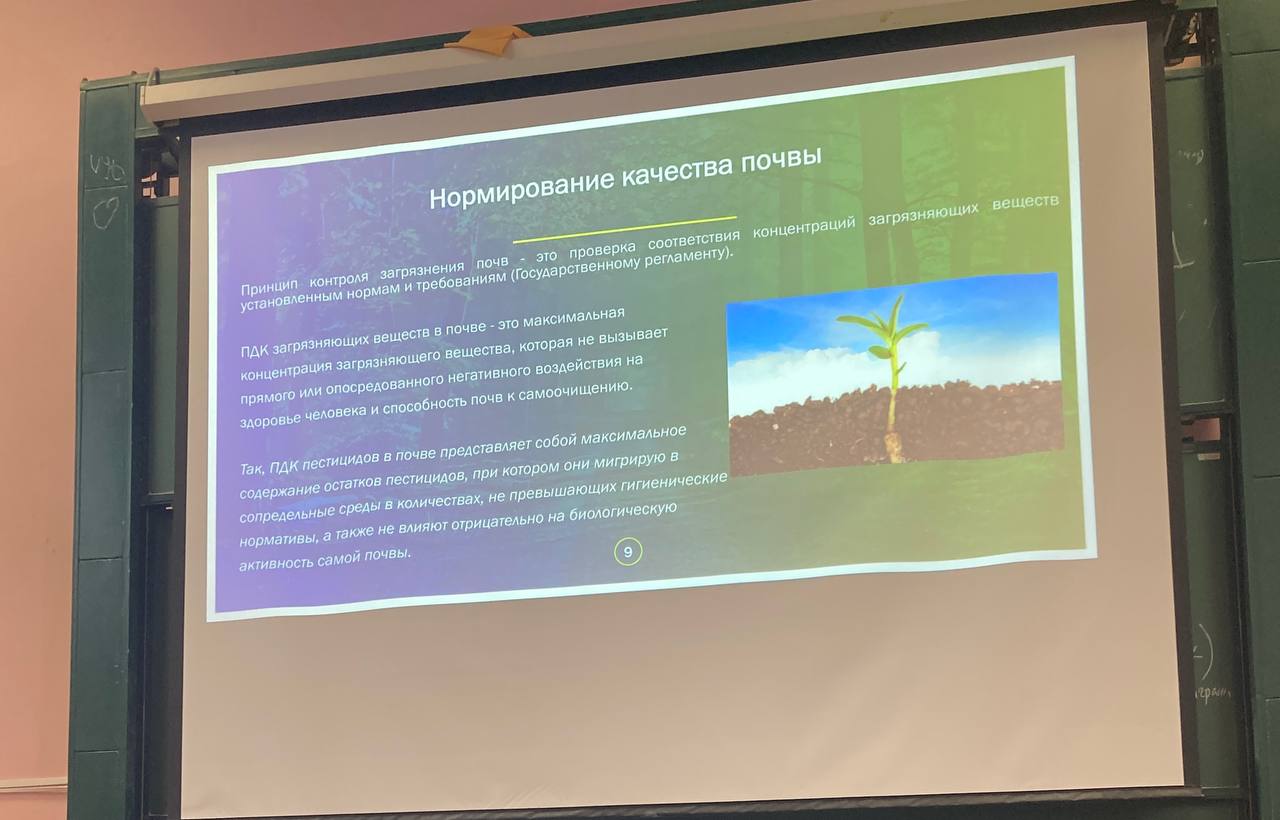 Нормирование качества почвы
Принцип контроля загрязнения почв - это проверка соответствия концентраций загрязняющих веществ
установленным нормам и требованиям (Государственному регламенту).
ПДК загрязняющих веществ в почве - это максимальная
концентрация загрязняющего вещества, которая не вызывает
прямого или опосредованного негативного воздействия на
здоровье человека и способность почв к самоочищению.
Так, ПДК пестицидов в почве представляет собой максимальное
содержание остатков пестицидов, при котором они мигрирую в
сопредельные среды в количествах, не превышающих гигиенические
нормативы, а также не влияют отрицательно на биологическую
активность самой почвы.
9